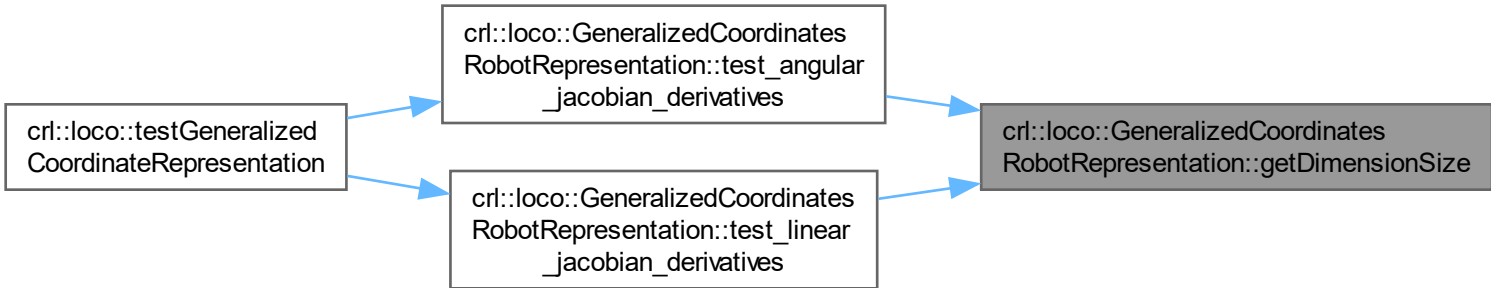 crl::loco::testGeneralized
CoordinateRepresentation
crl::loco::GeneralizedCoordinates
RobotRepresentation::test_angular
_jacobian_derivatives
crl::loco::GeneralizedCoordinates
RobotRepresentation::test_linear
_jacobian_derivatives
crl::loco::GeneralizedCoordinates
RobotRepresentation::getDimensionSize